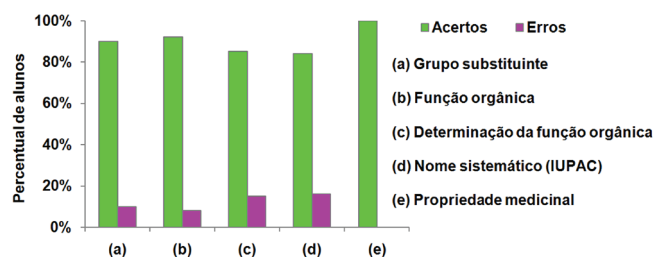 100%
80%
60%
40%
20%
0%
Percentual de alunos
(a)
(b)
(c)
(d)
(e)
Acertos
Erros
(a) Grupo substituinte
(b) Função orgânica
(c) Determinação da função orgânica
(d) Nome sistemático (IUPAC)
(e) Propriedade medicinal